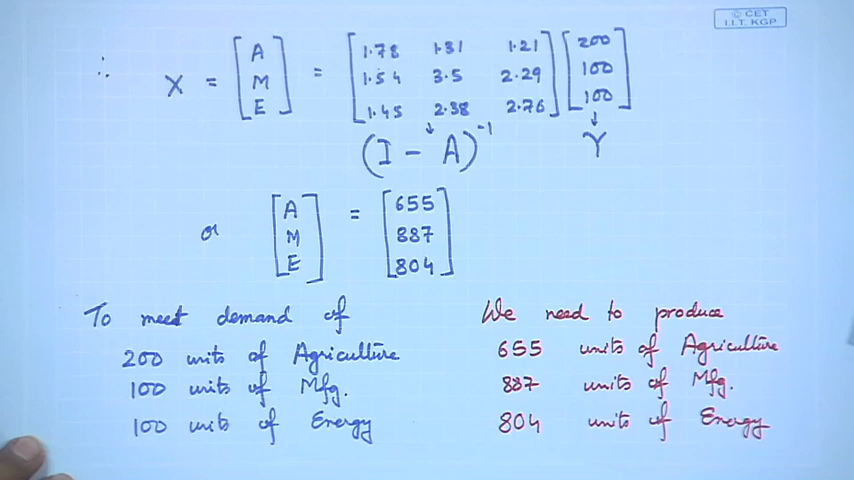 © CET
I.I.T. KGP
∴ X = [A M E] = [1.78 1.31 1.21] [200]
[1.54 3.5 2.29] [100]
[1.45 2.38 2.76] [100]
(I - A)⁻¹ ↓ Y
or [A M E] = [655 887 804]
To meet demand of
200 units of Agriculture
100 units of Mfg.
100 units of Energy
We need to produce
655 units of Agriculture
887 units of Mfg.
804 units of Energy